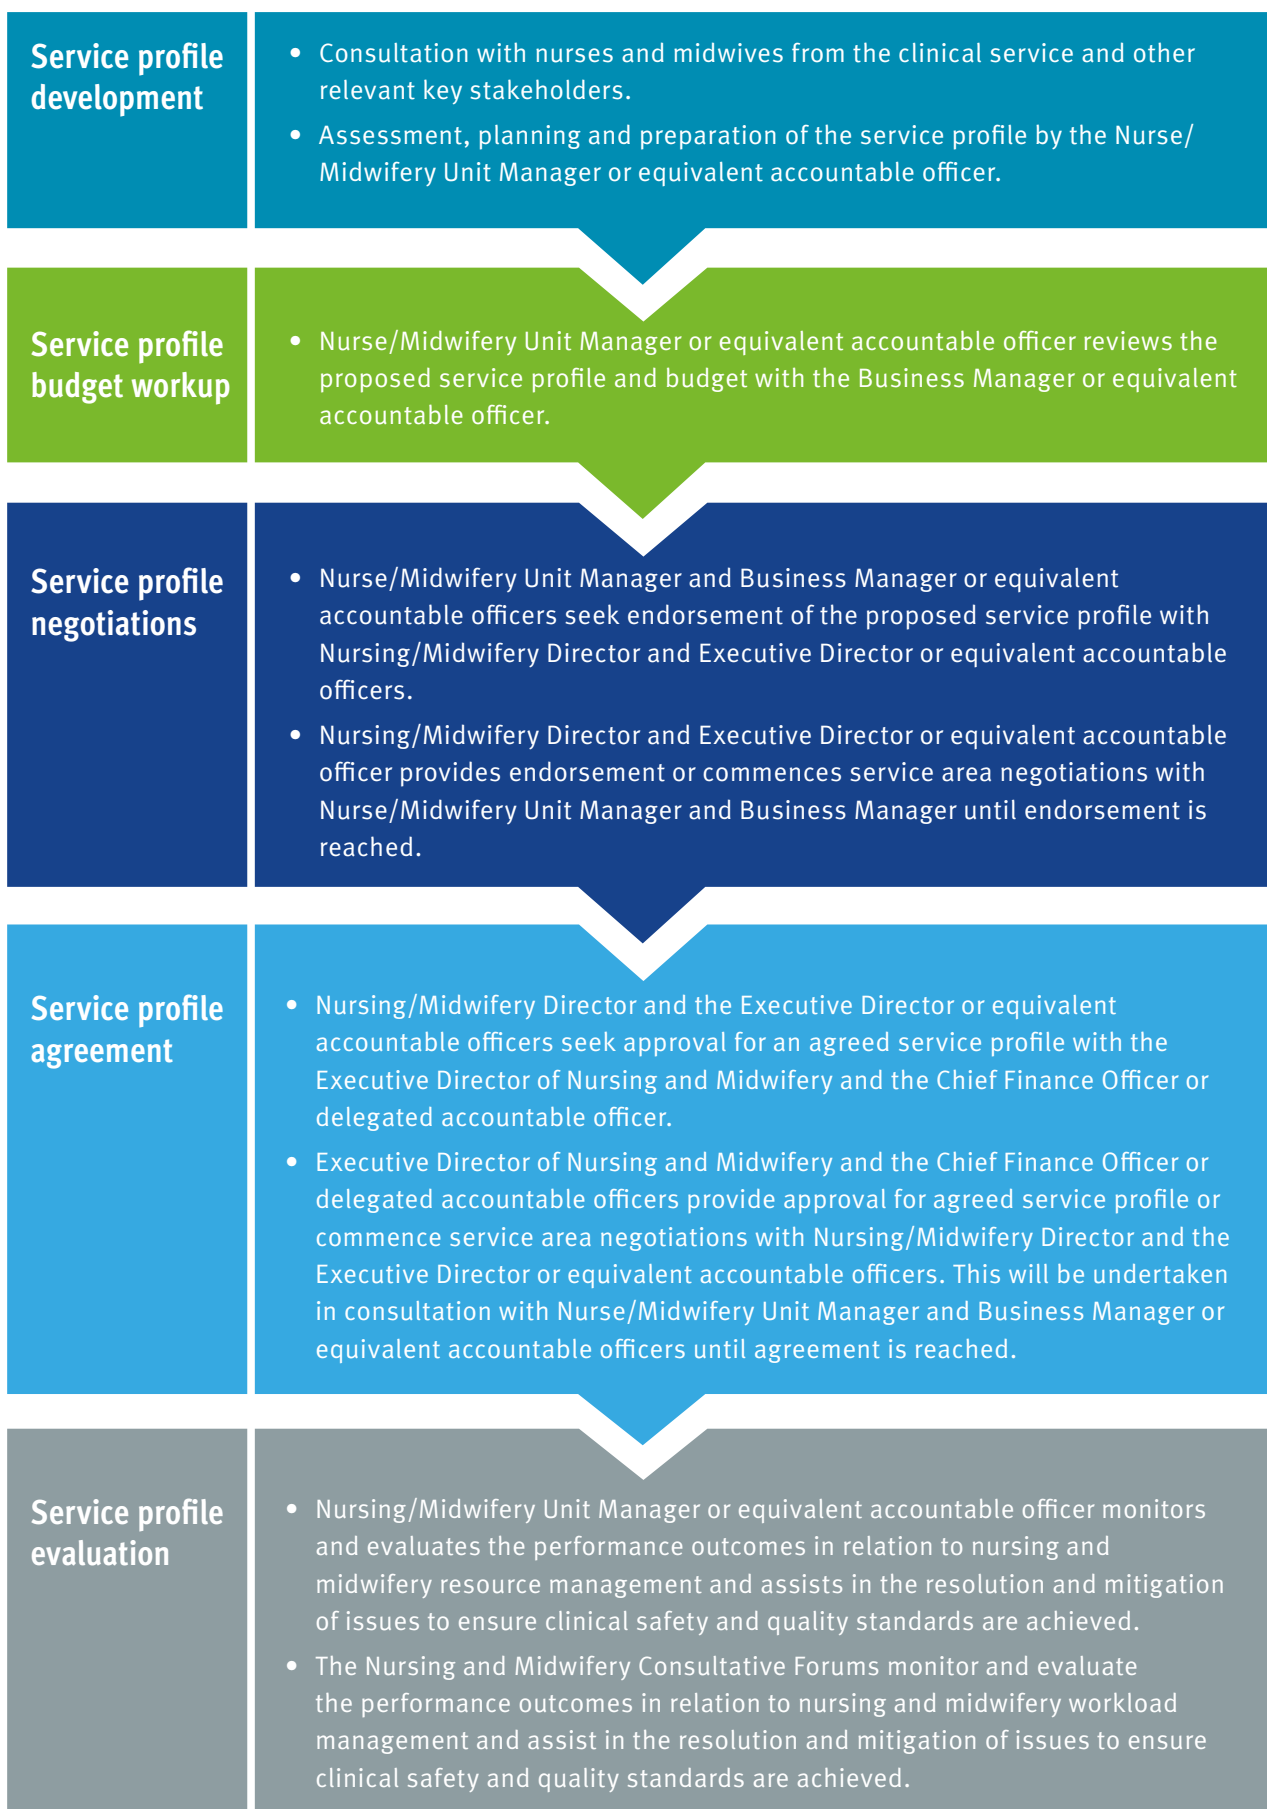 Service profile
development
• Consultation with nurses and midwives from the clinical service and other
relevant key stakeholders.
• Assessment, planning and preparation of the service profile by the Nurse/
Midwifery Unit Manager or equivalent accountable officer.
Service profile
budget workup
• Nurse/Midwifery Unit Manager or equivalent accountable officer reviews the
proposed service profile and budget with the Business Manager or equivalent
accountable officer.
Service profile
negotiations
• Nurse/Midwifery Unit Manager and Business Manager or equivalent
accountable officers seek endorsement of the proposed service profile with
Nursing/Midwifery Director and Executive Director or equivalent accountable
officers.
• Nursing/Midwifery Director and Executive Director or equivalent accountable
officer provides endorsement or commences service area negotiations with
Nurse/Midwifery Unit Manager and Business Manager until endorsement is
reached.
Service profile
agreement
• Nursing/Midwifery Director and the Executive Director or equivalent
accountable officers seek approval for an agreed service profile with the
Executive Director of Nursing and Midwifery and the Chief Finance Officer or
delegated accountable officer.
• Executive Director of Nursing and Midwifery and the Chief Finance Officer or
delegated accountable officers provide approval for agreed service profile or
commence service area negotiations with Nursing/Midwifery Director and the
Executive Director or equivalent accountable officers. This will be undertaken
in consultation with Nurse/Midwifery Unit Manager and Business Manager or
equivalent accountable officers until agreement is reached.
Service profile
evaluation
• Nursing/Midwifery Unit Manager or equivalent accountable officer monitors
and evaluates the performance outcomes in relation to nursing and
midwifery resource management and assists in the resolution and mitigation
of issues to ensure clinical safety and quality standards are achieved.
• The Nursing and Midwifery Consultative Forums monitor and evaluate
the performance outcomes in relation to nursing and midwifery workload
management and assist in the resolution and mitigation of issues to ensure
clinical safety and quality standards are achieved.